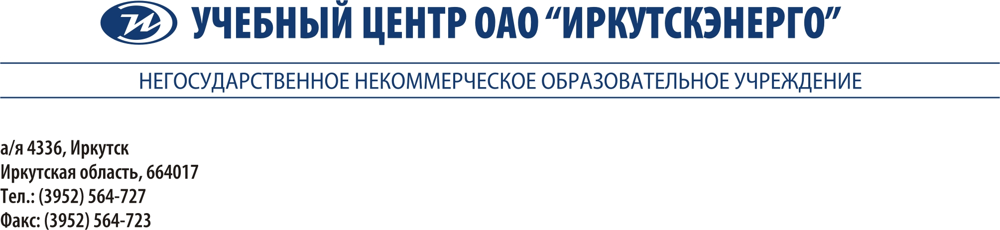 УЧЕБНЫЙ ЦЕНТР ОАО “ИРКУТСКЭНЕРГО”
НЕГОСУДАРСТВЕННОЕ НЕКОММЕРЧЕСКОЕ ОБРАЗОВАТЕЛЬНОЕ УЧРЕЖДЕНИЕ
а/я 4336, Иркутск
Иркутская область, 664017
Тел.: (3952) 564-727
Факс: (3952) 564-723